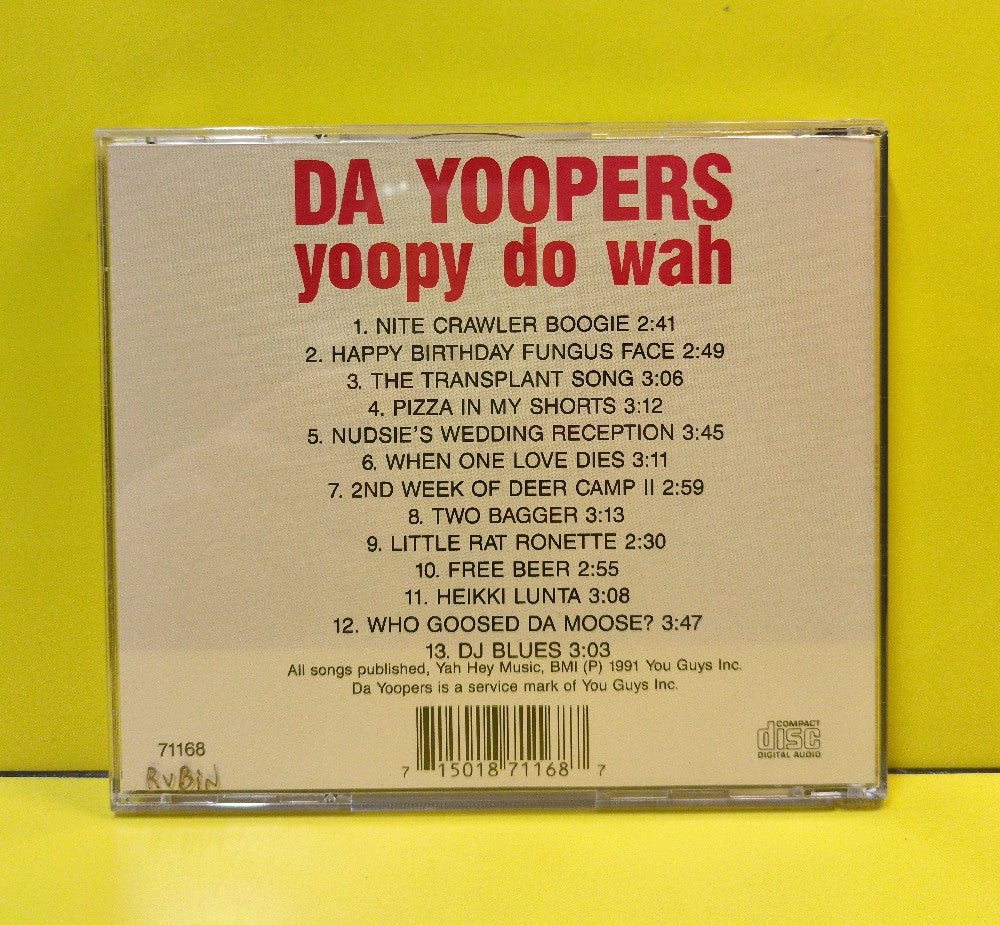 DA YOOPERS
yoopy do wah
1. NITE CRAWLER BOOGIE 2:41
2. HAPPY BIRTHDAY FUNGUS FACE 2:49
3. THE TRANSPLANT SONG 3:06
4. PIZZA IN MY SHORTS 3:12
5. NUDSIE'S WEDDING RECEPTION 3:45
6. WHEN ONE LOVE DIES 3:11
7. 2ND WEEK OF DEER CAMP II 2:59
8. TWO BAGGER 3:13
9. LITTLE RAT RONETTE 2:30
10. FREE BEER 2:55
11. HEIKKI LUNTA 3:08
12. WHO GOOSED DA MOOSE? 3:47
13. DJ BLUES 3:03
All songs published, Yah Hey Music, BMI (P) 1991 You Guys Inc.
Da Yoopers is a service mark of You Guys Inc.
71168
RUBIN
7 15018 71168 7
COMPACT
disc
DIGITAL AUDIO